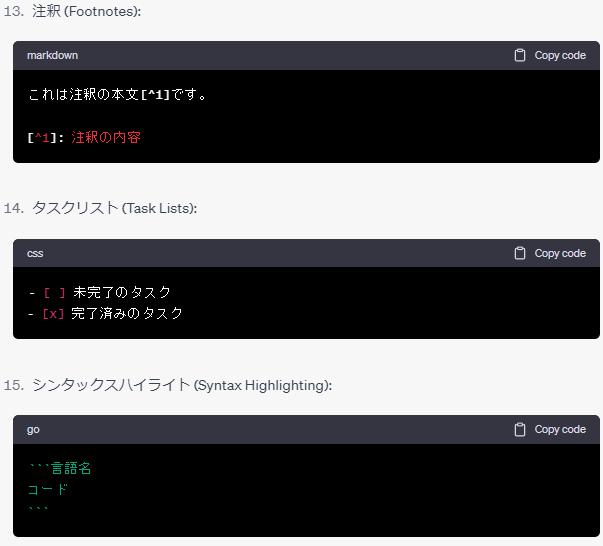 13. 注釈 (Footnotes):
markdown Copy code
これは注釈の本文[^1]です。
[^1]: 注釈の内容
14. タスクリスト (Task Lists):
css Copy code
- [ ] 未完了のタスク
- [x] 完了済みのタスク
15. シンタックスハイライト (Syntax Highlighting):
go Copy code
```言語名
コード
```